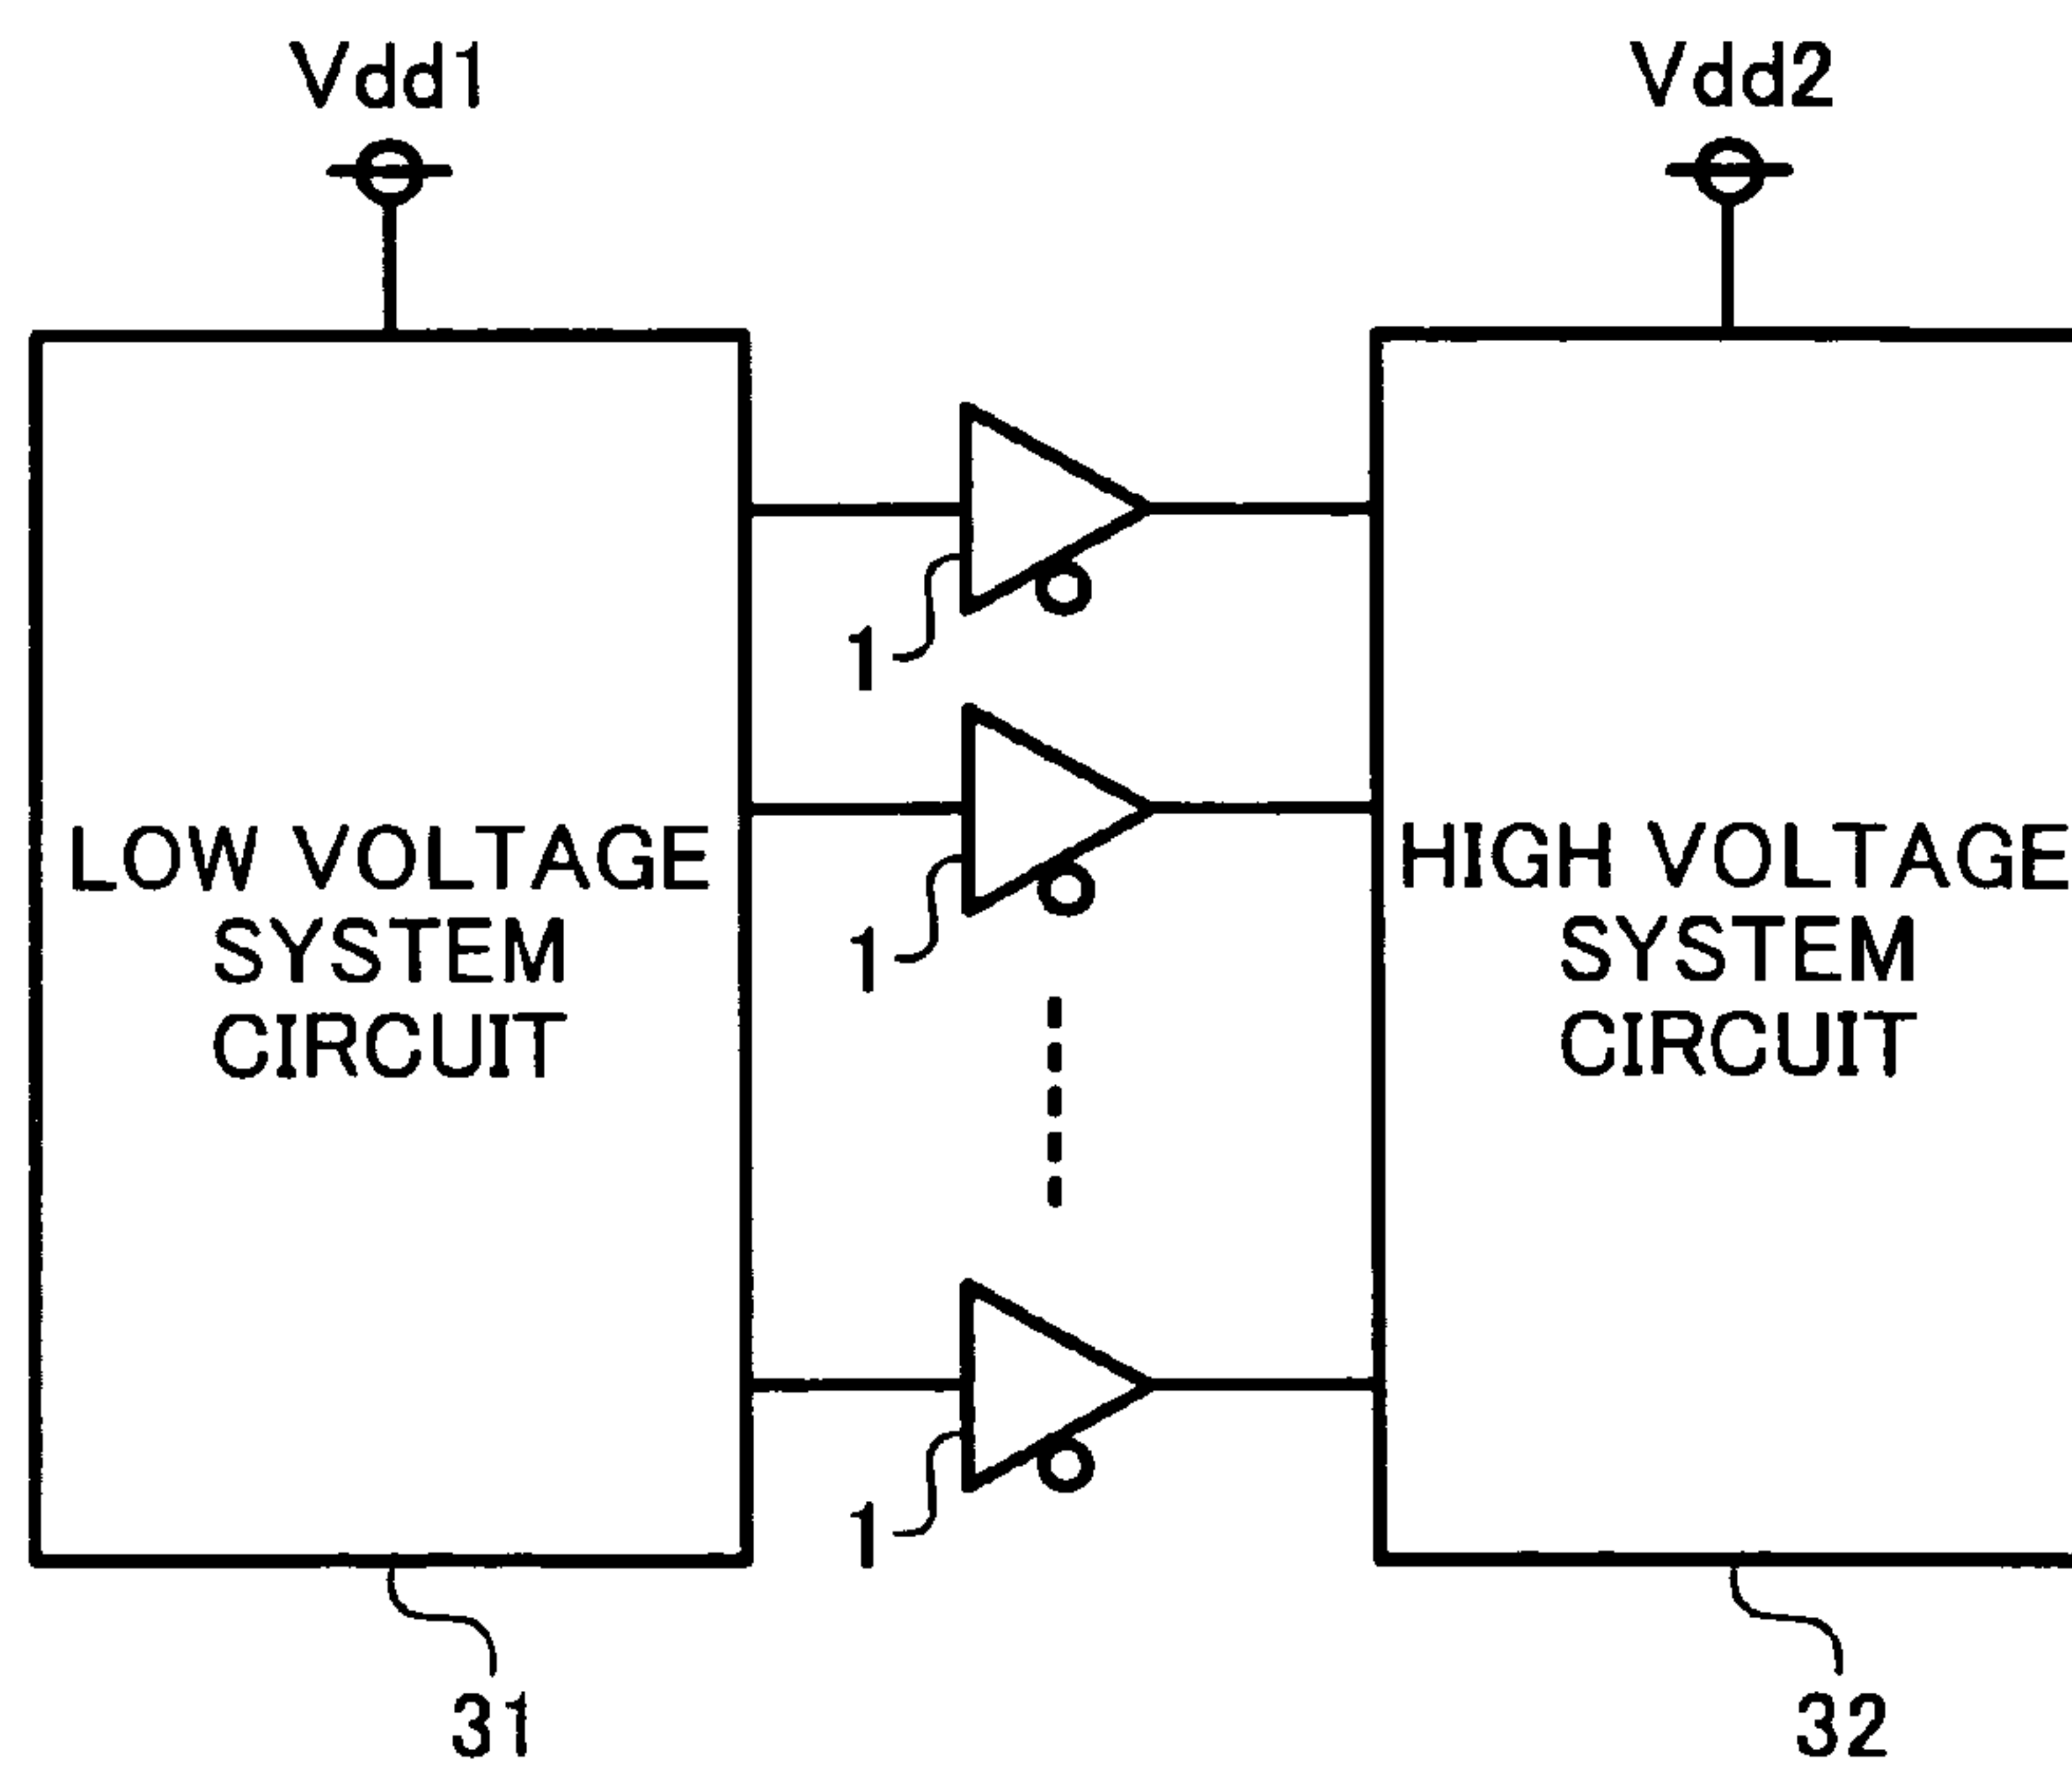 Vdd1
Vdd2
LOW VOLTAGE
SYSTEM
CIRCUIT
HIGH VOLTAGE
SYSTEM
CIRCUIT
1
1
1
31
32